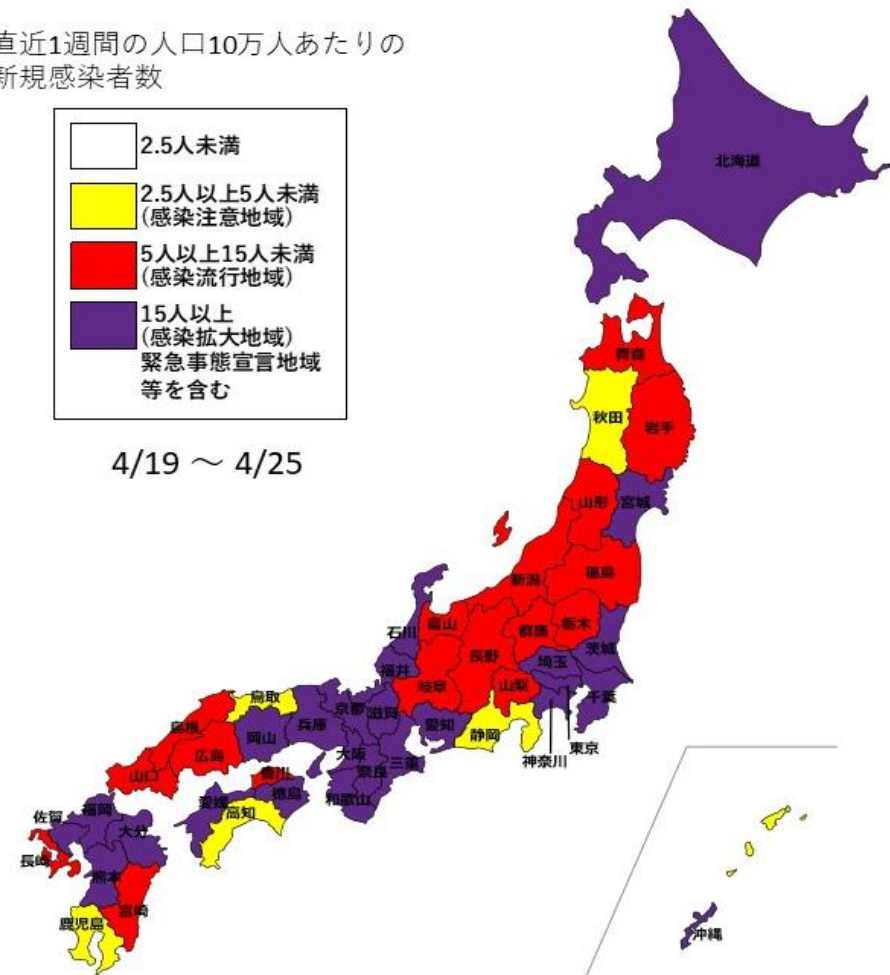 直近1週間の人口10万人あたりの
新規感染者数
2.5人未満
2.5人以上5人未満
(感染注意地域)
5人以上15人未満
(感染流行地域)
15人以上
(感染拡大地域)
緊急事態宣言地域
等を含む
4/19 ～ 4/25
北海道
青森
秋田
岩手
山形
宮城
新潟
福島
石川
富山
群馬
栃木
茨城
福井
長野
埼玉
岐阜
山梨
千葉
鳥取
京都
滋賀
愛知
静岡
東京
神奈川
島根
岡山
兵庫
広島
大阪
奈良
三重
山口
香川
徳島
和歌山
愛媛
高知
佐賀
福岡
大分
長崎
熊本
宮崎
鹿児島
沖縄